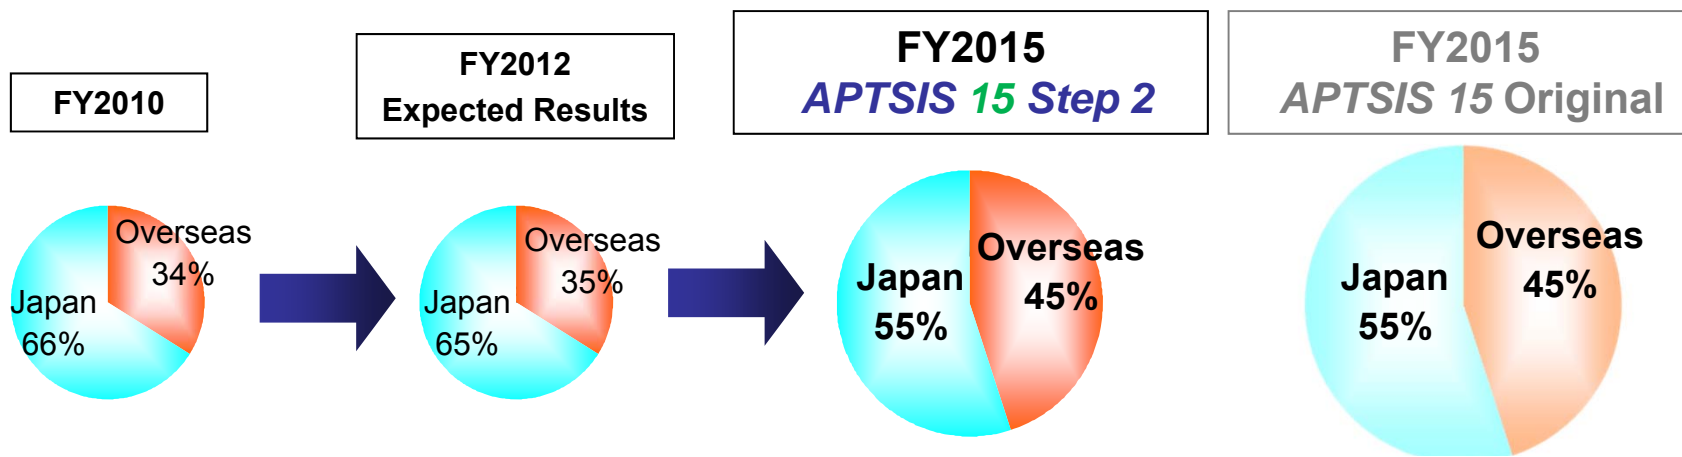 FY2010
FY2012
Expected Results
FY2015
APTSIS 15 Step 2
FY2015
APTSIS 15 Original
Overseas
34%
Japan
66%
Overseas
35%
Japan
65%
Overseas
45%
Japan
55%
Overseas
45%
Japan
55%